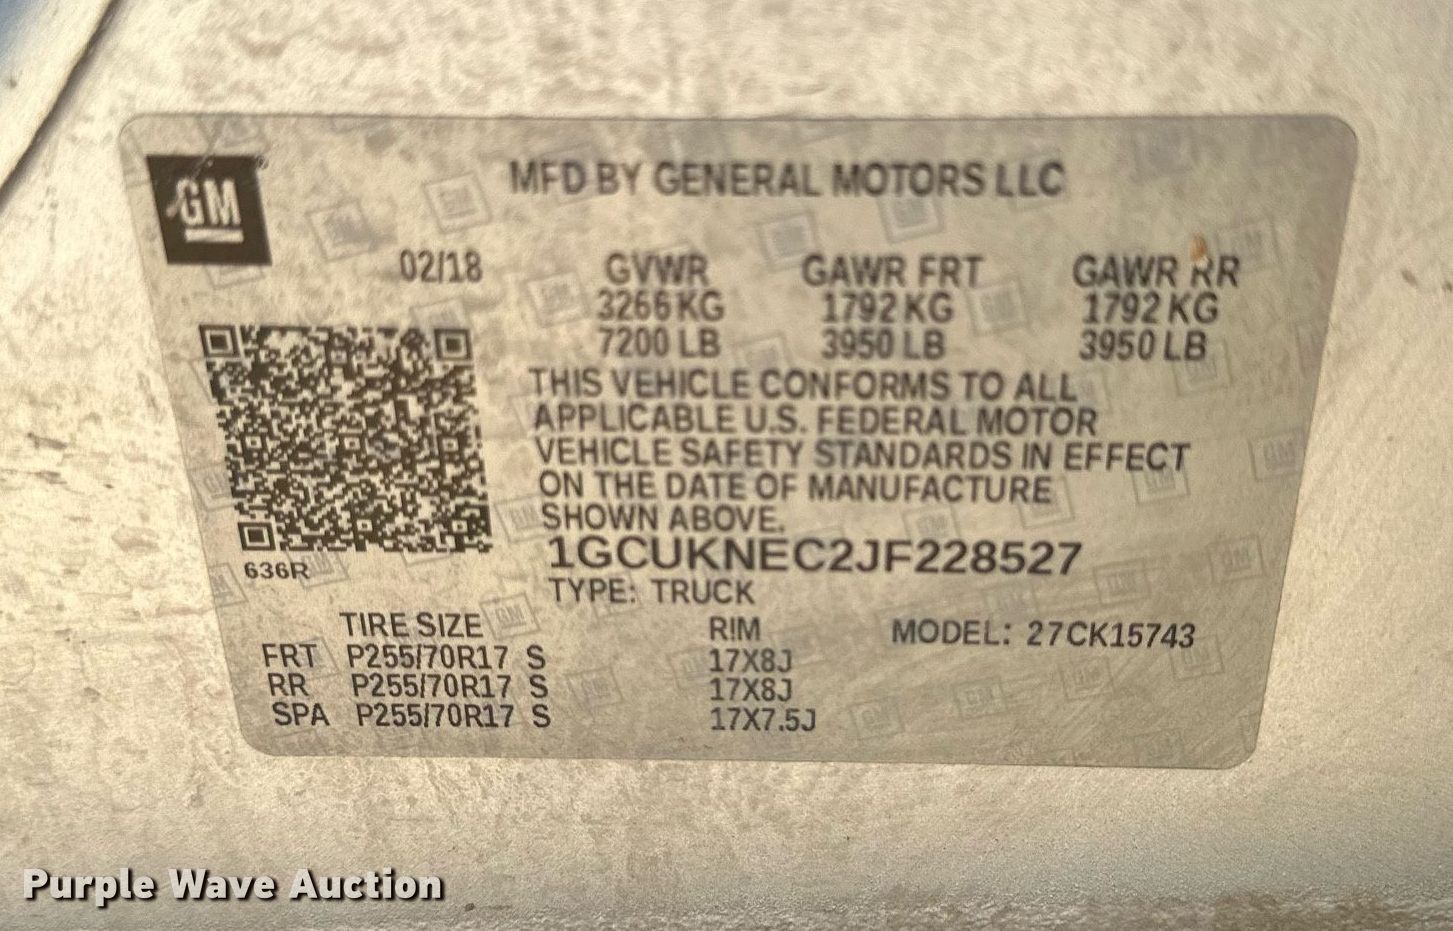 GM
MFD BY GENERAL MOTORS LLC
02/18 GVWR GAWR FRT GAWR RR
3266 KG 1792 KG 1792 KG
7200 LB 3950 LB 3950 LB
THIS VEHICLE CONFORMS TO ALL
APPLICABLE U.S. FEDERAL MOTOR
VEHICLE SAFETY STANDARDS IN EFFECT
ON THE DATE OF MANUFACTURE
SHOWN ABOVE.
1GCUKNEC2JF228527
636R
TYPE: TRUCK
TIRE SIZE RIM MODEL: 27CK15743
FRT P255/70R17 S 17X8J
RR P255/70R17 S 17X8J
SPA P255/70R17 S 17X7.5J
Purple Wave Auction